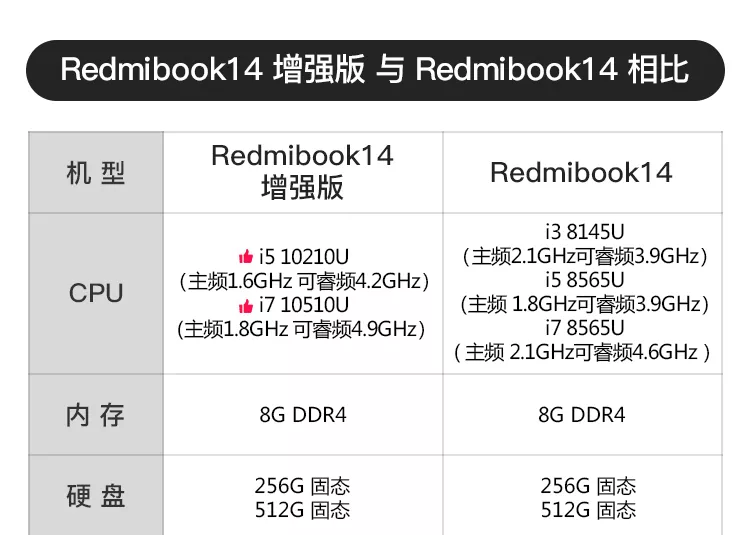 Redmibook14 增强版 与 Redmibook14 相比
机 型
Redmibook14
增强版
Redmibook14
CPU
i5 10210U
(主频1.6GHz 可睿频4.2GHz)
i7 10510U
(主频1.8GHz 可睿频4.9GHz)
i3 8145U
(主频2.1GHz可睿频3.9GHz)
i5 8565U
(主频 1.8GHz可睿频3.9GHz)
i7 8565U
( 主频 2.1GHz可睿频4.6GHz )
内 存
8G DDR4
8G DDR4
硬 盘
256G 固态
512G 固态
256G 固态
512G 固态